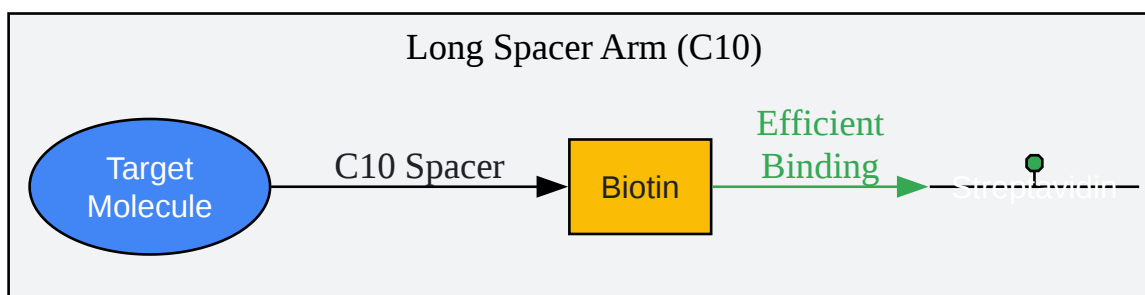 Long Spacer Arm (C10)
Target
Molecule
C10 Spacer
Biotin
Efficient
Binding
Streptavidin